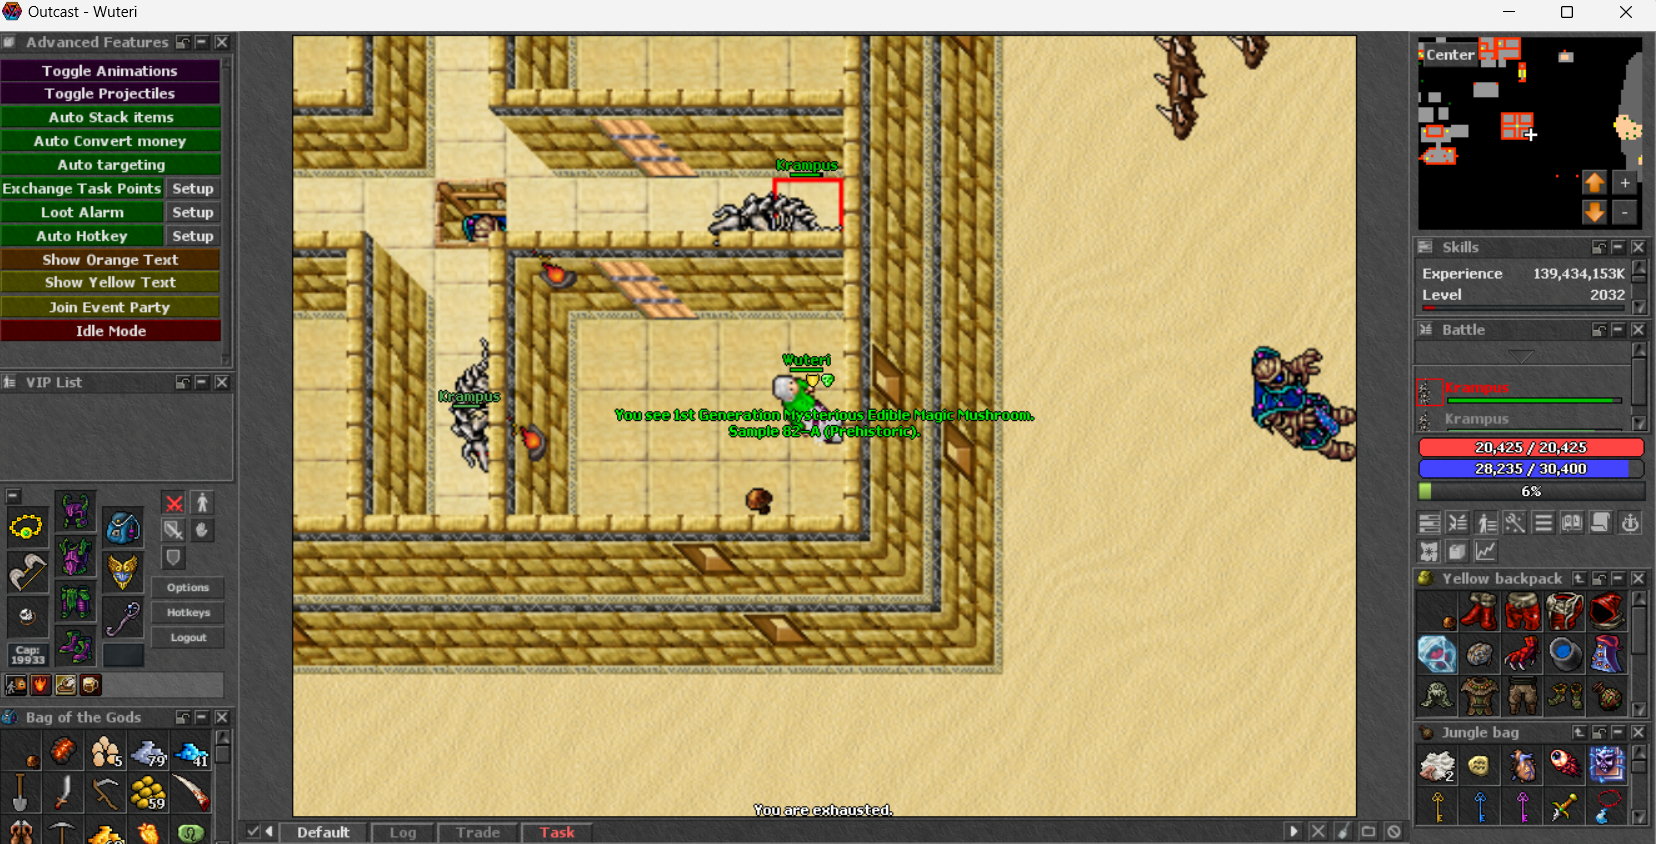 Outcast - Wuteri
Advanced Features
Toggle Animations
Toggle Projectiles
Auto Stack items
Auto Convert money
Auto targeting
Exchange Task Points Setup
Loot Alarm Setup
Auto Hotkey Setup
Show Orange Text
Show Yellow Text
Join Event Party
Idle Mode
VIP List
Options
Hotkeys
Logout
Cap:
19933
Bag of the Gods
5 79 41
59
Krampus
Krampus
Wuteri
You see 1st Generation Mysterious Edible Magic Mushroom.
Sample 82-A (Prehistoric).
You are exhausted.
Default Log Trade Task
Center
Skills
Experience 139,434,153K
Level 2032
Battle
Krampus
Krampus
20,425 / 20,425
28,235 / 30,400
6%
Yellow backpack
Jungle bag
2